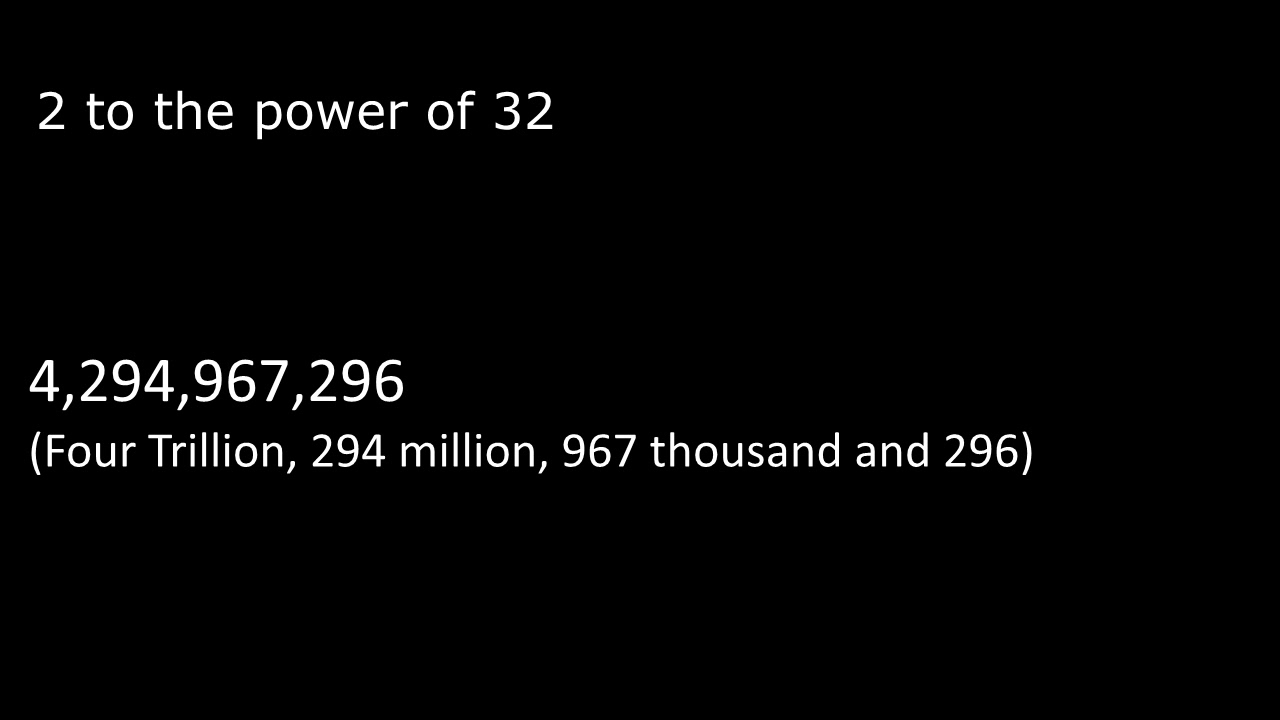 2 to the power of 32
4,294,967,296
(Four Trillion, 294 million, 967 thousand and 296)